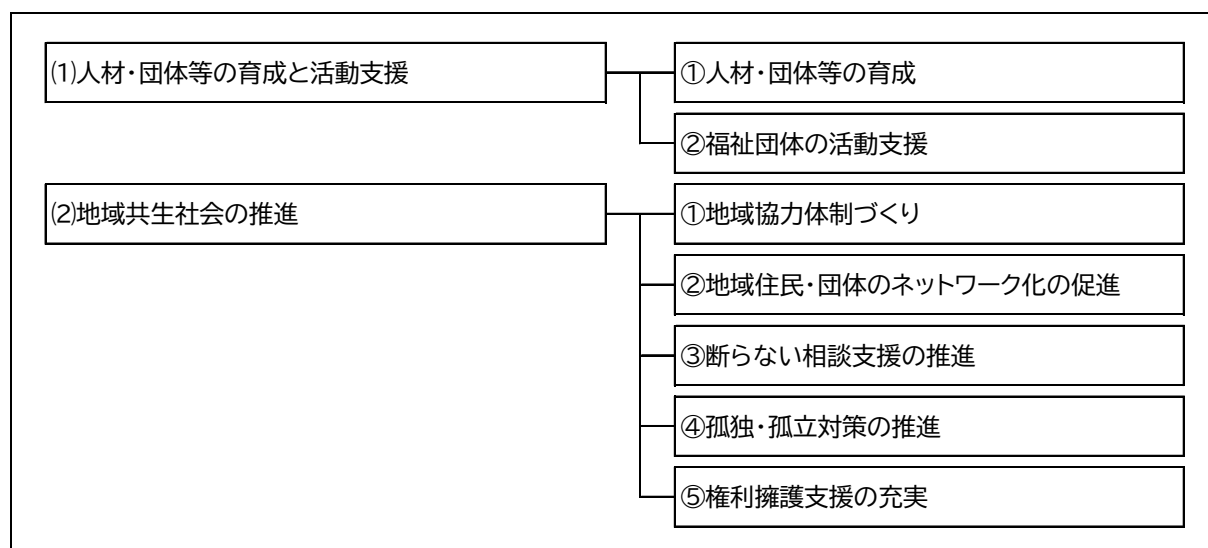 ⑴人材・団体等の育成と活動支援
①人材・団体等の育成
②福祉団体の活動支援
⑵地域共生社会の推進
①地域協力体制づくり
②地域住民・団体のネットワーク化の促進
③断らない相談支援の推進
④孤独・孤立対策の推進
⑤権利擁護支援の充実